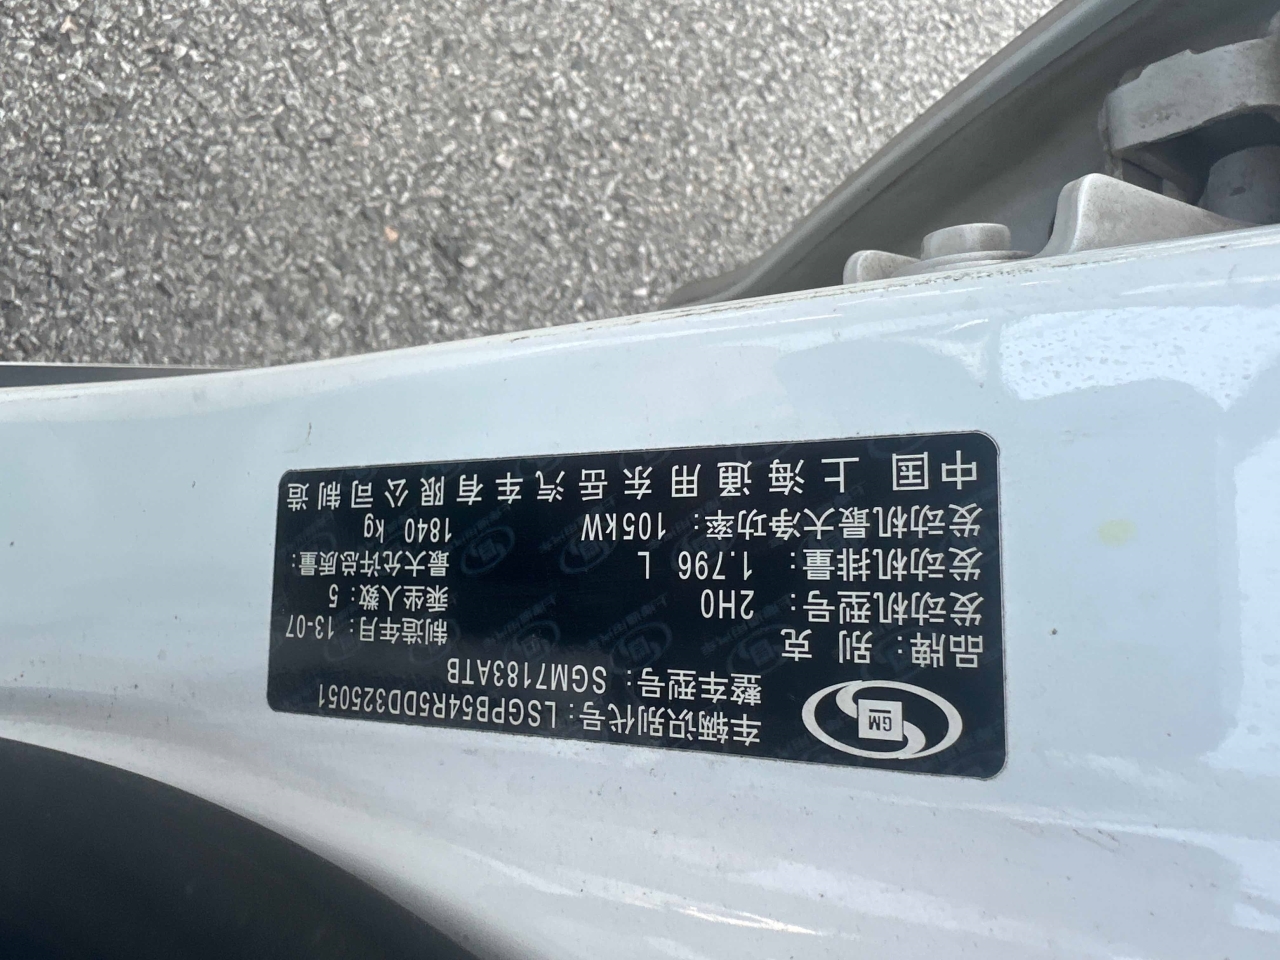 GM
车辆识别代号：LSGPB54R5DD325051
整车型号：SGM7183ATB
品牌：别 克 制造年月：13-07
发动机型号：2H0 乘坐人数：5
发动机排量：1.796 L 最大允许总质量：
发动机最大净功率：105kW 1840 kg
中国 上海通用东岳汽车有限公司制造